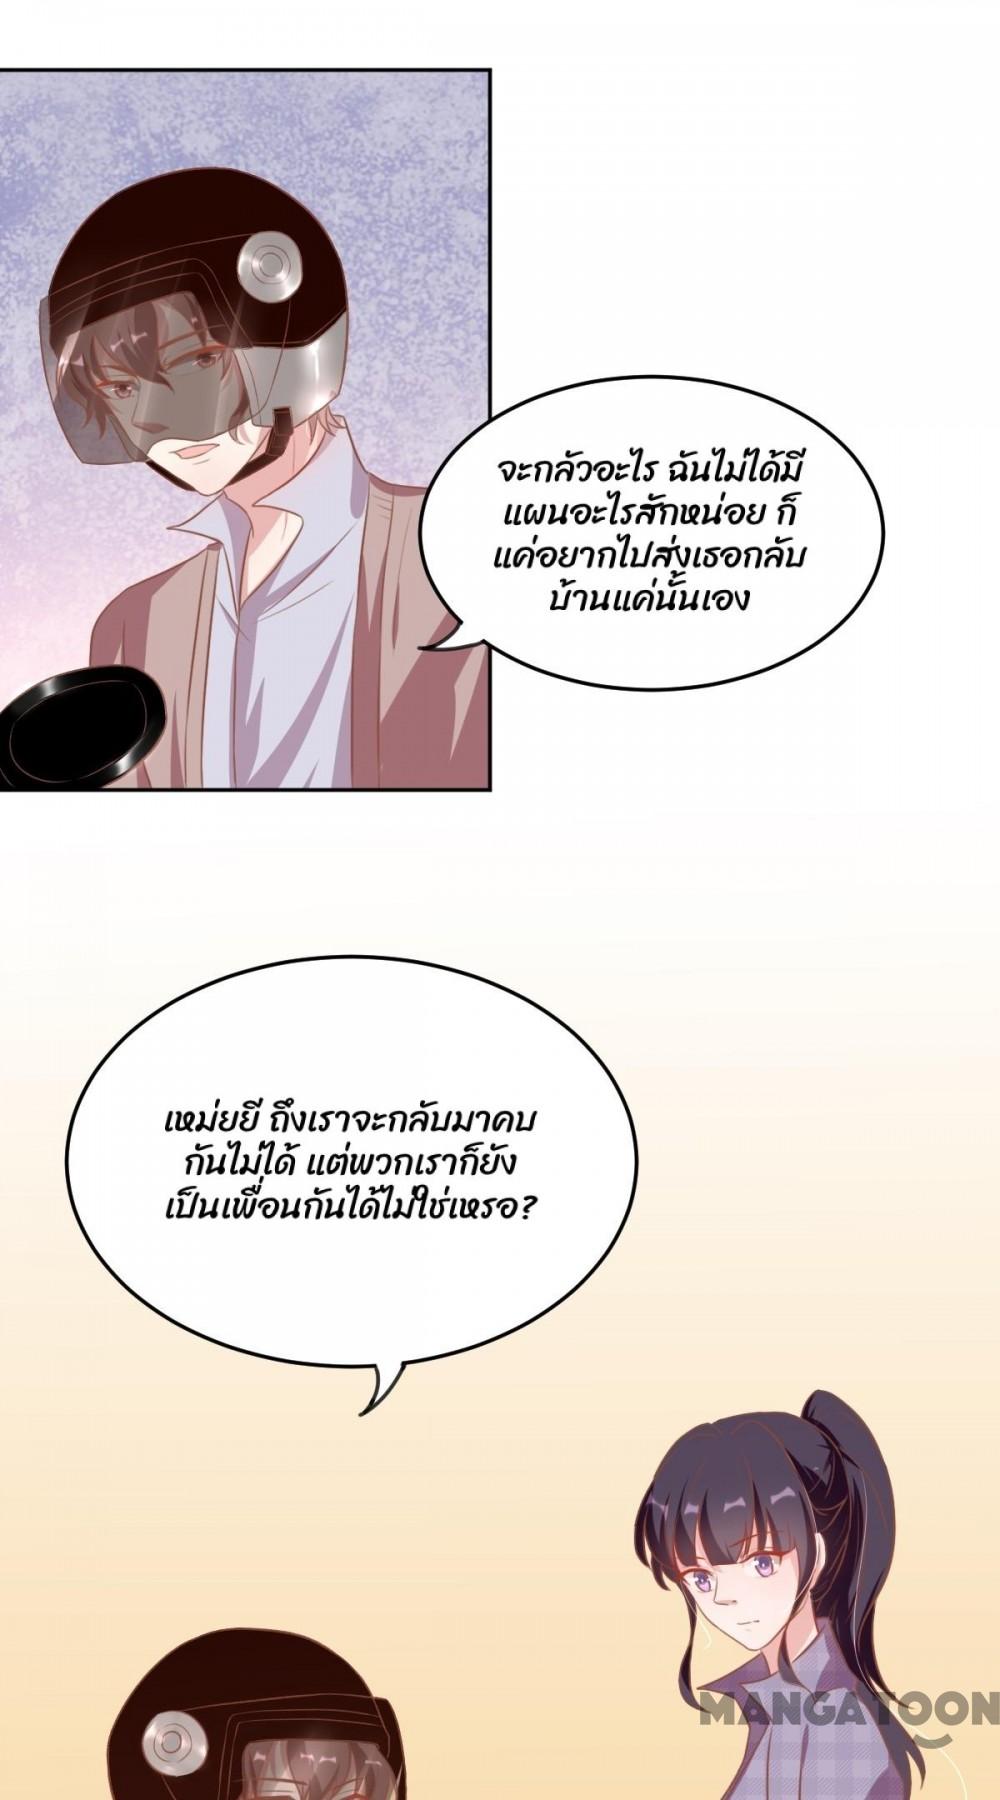 จะกลัวอะไร ฉันไม่ได้มี
แผนอะไรสักหน่อย ก็
แค่อยากไปส่งเธอกลับ
บ้านแค่นั้นเอง
เหม่ยยี ถึงเราจะกลับมาคบ
กันไม่ได้ แต่พวกเราก็ยัง
เป็นเพื่อนกันได้ไม่ใช่เหรอ?
MANGATOON